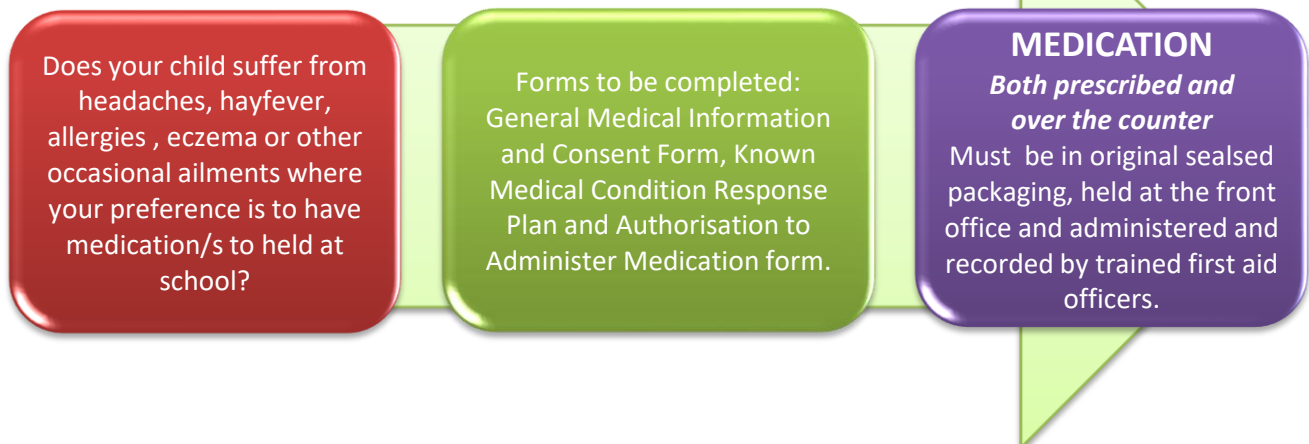 Does your child suffer from
headaches, hayfever,
allergies , eczema or other
occasional ailments where
your preference is to have
medication/s to held at
school?
Forms to be completed:
General Medical Information
and Consent Form, Known
Medical Condition Response
Plan and Authorisation to
Administer Medication form.
MEDICATION
Both prescribed and
over the counter
Must be in original sealsed
packaging, held at the front
office and administered and
recorded by trained first aid
officers.